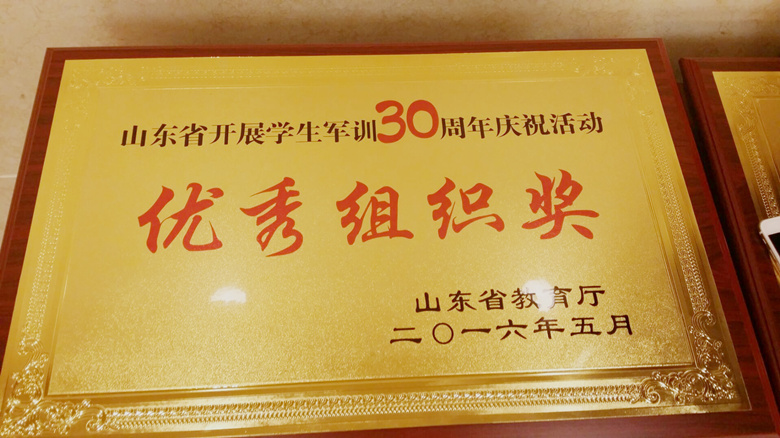 山东省开展学生军训30周年庆祝活动
优秀组织奖
山东省教育厅
二〇一六年五月